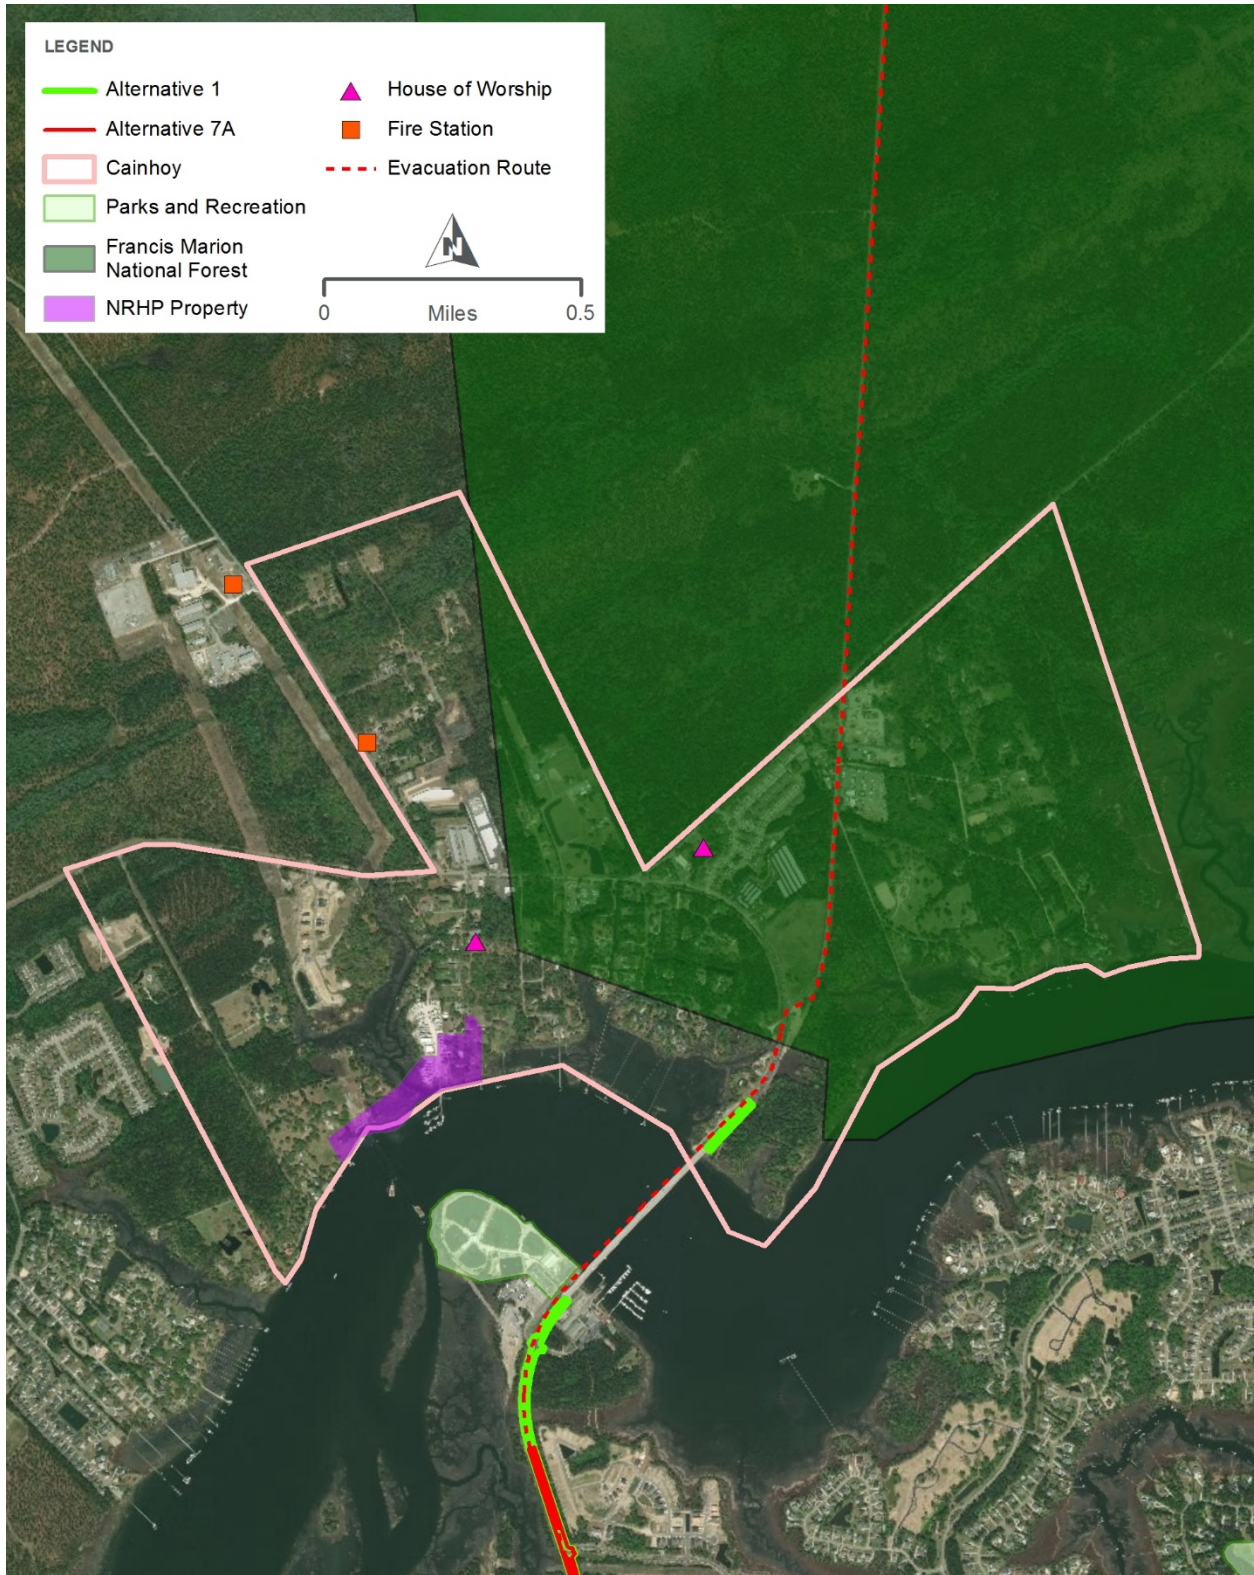 LEGEND
Alternative 1
Alternative 7A
Cainhoy
Parks and Recreation
Francis Marion
National Forest
NRHP Property
House of Worship
Fire Station
Evacuation Route
N
0 Miles 0.5